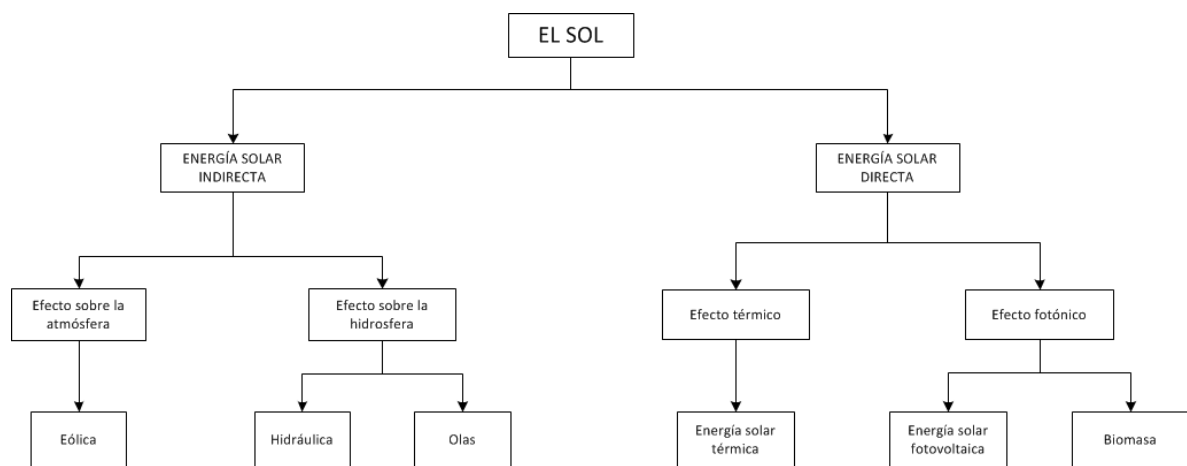 EL SOL
ENERGÍA SOLAR
INDIRECTA
ENERGÍA SOLAR
DIRECTA
Efecto sobre la
atmósfera
Efecto sobre la
hidrosfera
Efecto térmico
Efecto fotónico
Eólica
Hidráulica
Olas
Energía solar
térmica
Energía solar
fotovoltaica
Biomasa